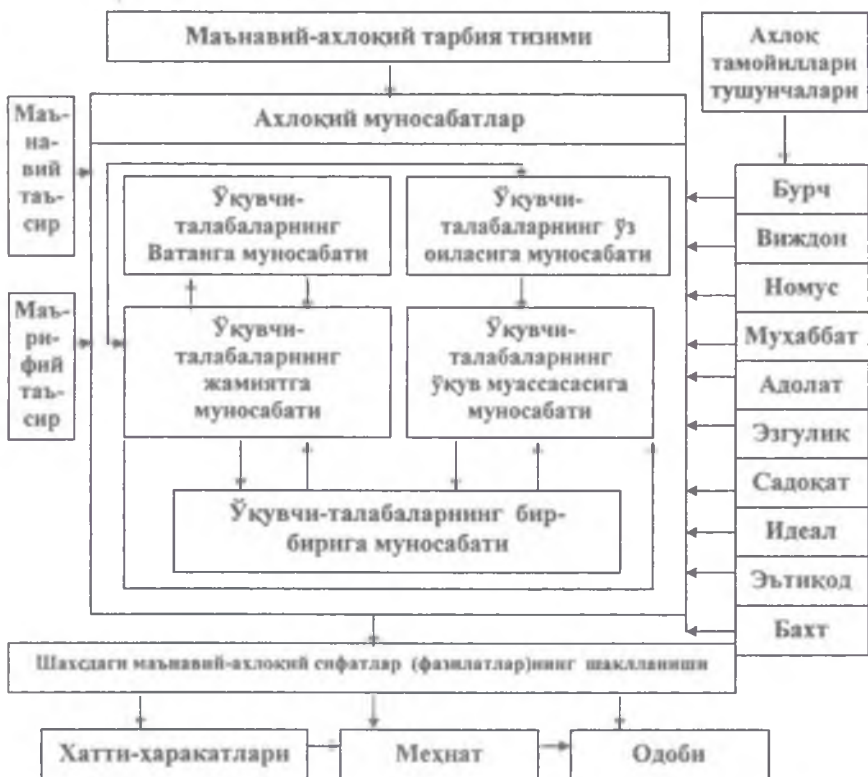 Маънавий-ахлоқий тарбия тизими
Ахлоқ
тамойиллари
тушунчалари
Маъ-
на-
вий
таъ-
сир
Ахлоқий муносабатлар
Ўқувчи-
талабаларнинг
Ватанга муносабати
Ўқувчи-
талабаларнинг ўз
оиласига муносабати
Маъ-
ри-
фий
таъ-
сир
Ўқувчи-
талабаларнинг
жамиятга
муносабати
Ўқувчи-
талабаларнинг
ўқув муассасасига
муносабати
Ўқувчи-талабаларнинг бир-
бирига муносабати
Бурч
Виждон
Номус
Мухаббат
Адолат
Эзгулик
Садоқат
Идеал
Эътиқод
Бахт
Шахсдаги маънавий-ахлоқий сифатлар (фазилатлар)нинг шаклланиши
Хатти-харакатлари
Меҳнат
Одоби